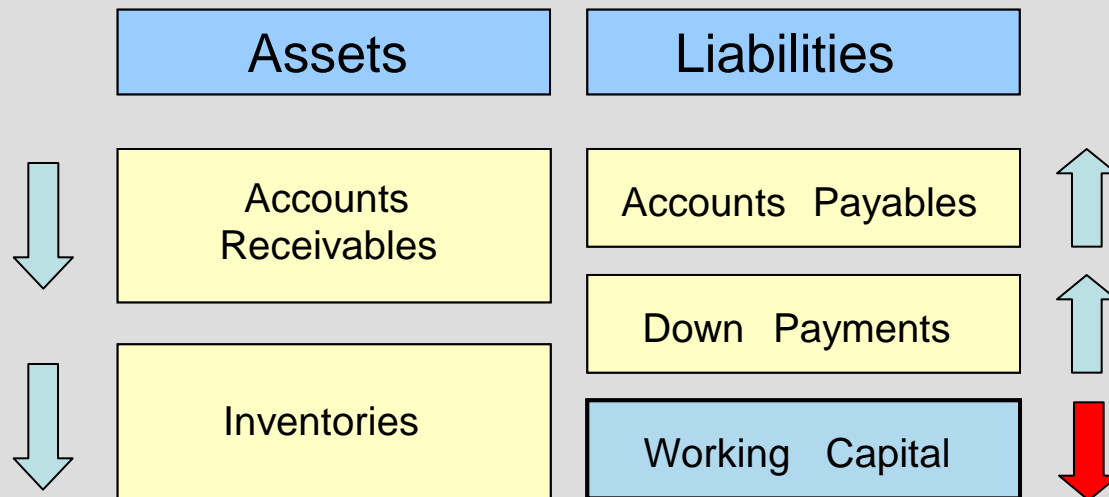 Assets
Liabilities
Accounts
Receivables
Inventories
Accounts Payables
Down Payments
Working Capital